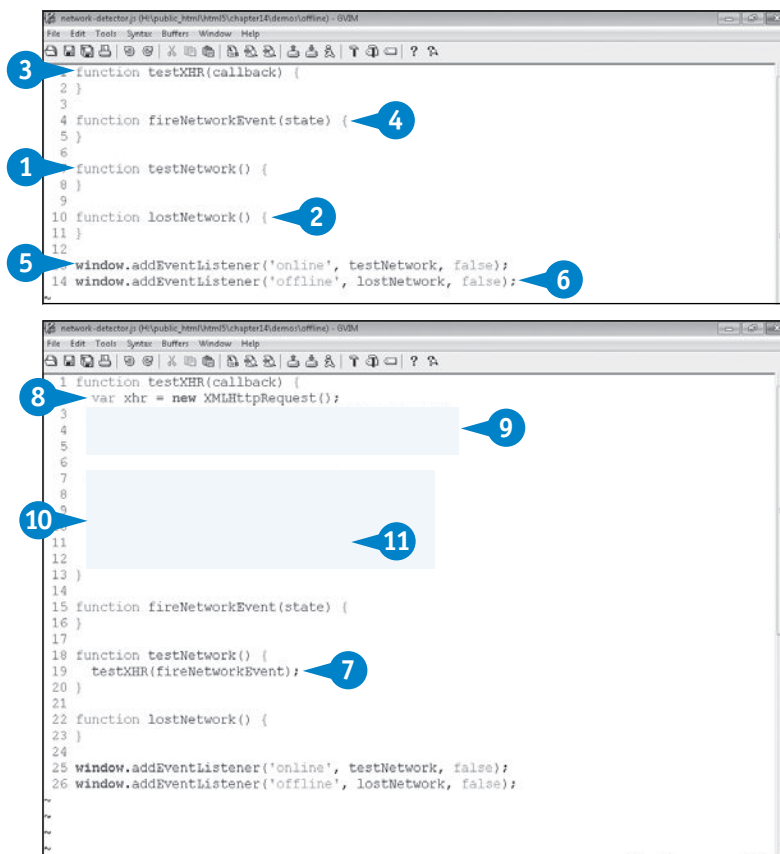 network-detector.js (H:\public_html\html5\chapter14\demos\offline) - GVIM
File Edit Tools Syntax Buffers Window Help
3
function testXHR(callback) {
2 }
3
4 function fireNetworkEvent(state) {
4
5 }
6
1
function testNetwork() {
8 }
9
10 function lostNetwork() {
2
11 }
12
5
window.addEventListener('online', testNetwork, false);
14 window.addEventListener('offline', lostNetwork, false);
6
~
network-detector.js (H:\public_html\html5\chapter14\demos\offline) - GVIM
File Edit Tools Syntax Buffers Window Help
1 function testXHR(callback) {
8
var xhr = new XMLHttpRequest();
3
4
9
5
6
7
8
9
10
11
11
12
13 }
14
15 function fireNetworkEvent(state) {
16 }
17
18 function testNetwork() {
19 testXHR(fireNetworkEvent);
7
20 }
21
22 function lostNetwork() {
23 }
24
25 window.addEventListener('online', testNetwork, false);
26 window.addEventListener('offline', lostNetwork, false);
~
~
~
~